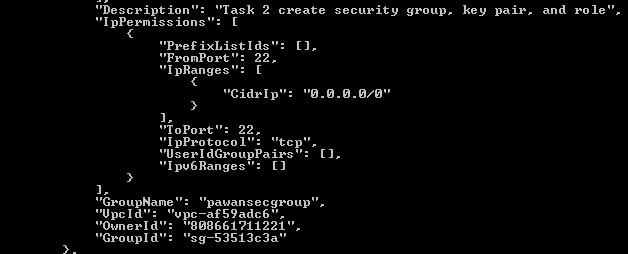 ],
"Description": "Task 2 create security group, key pair, and role",
"IpPermissions": [
{
"PrefixListIds": [],
"FromPort": 22,
"IpRanges": [
{
"CidrIp": "0.0.0.0/0"
}
],
"ToPort": 22,
"IpProtocol": "tcp",
"UserIdGroupPairs": [],
"Ipv6Ranges": []
}
],
"GroupName": "pawansecgroup",
"VpcId": "vpc-af59adc6",
"OwnerId": "808661711221",
"GroupId": "sg-53513c3a"
},